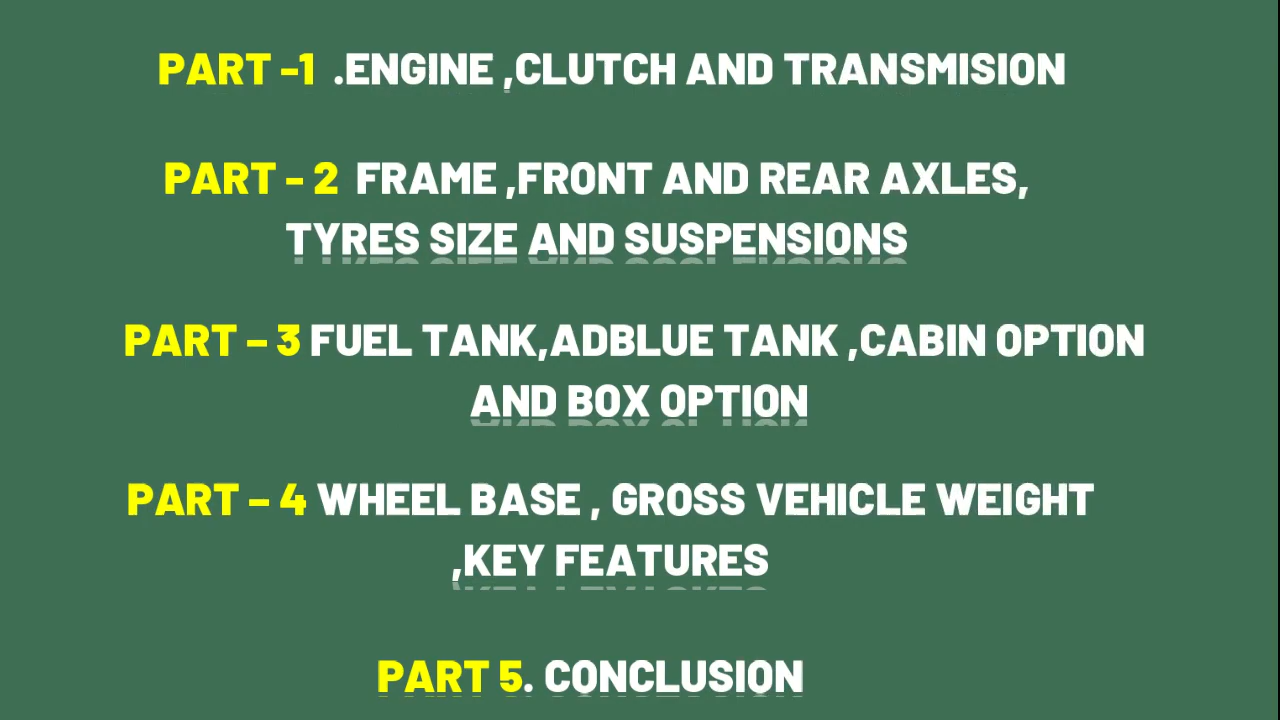 PART -1 .ENGINE ,CLUTCH AND TRANSMISION
PART - 2 FRAME ,FRONT AND REAR AXLES,
TYRES SIZE AND SUSPENSIONS
PART – 3 FUEL TANK,ADBLUE TANK ,CABIN OPTION
AND BOX OPTION
PART – 4 WHEEL BASE , GROSS VEHICLE WEIGHT
,KEY FEATURES
PART 5. CONCLUSION